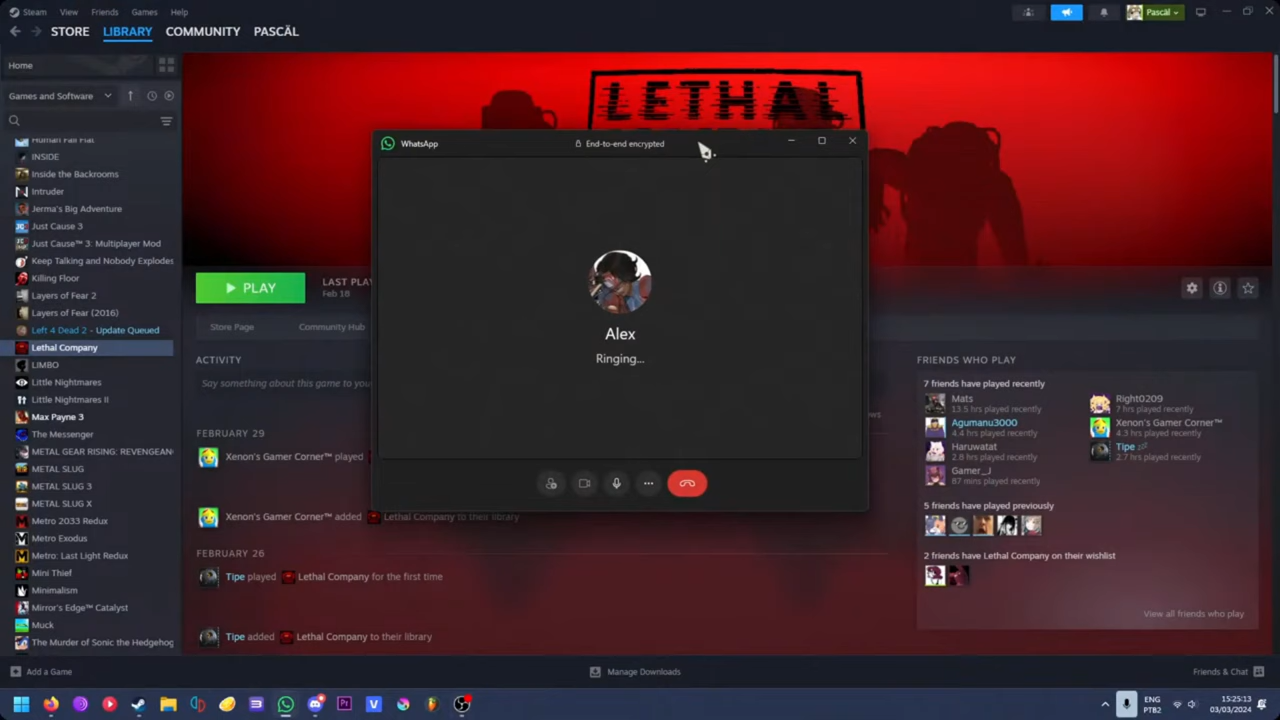 Steam View Friends Games Help
Pascãl
STORE LIBRARY COMMUNITY PASCÃL
Home
Games and Software
Human Fall Flat
INSIDE
Inside the Backrooms
Intruder
Jerma's Big Adventure
Just Cause 3
Just Cause™ 3: Multiplayer Mod
Keep Talking and Nobody Explodes
Killing Floor
Layers of Fear 2
Layers of Fear (2016)
Left 4 Dead 2 - Update Queued
Lethal Company
LIMBO
Little Nightmares
Little Nightmares II
Max Payne 3
The Messenger
METAL GEAR RISING: REVENGEAN
METAL SLUG
METAL SLUG 3
METAL SLUG X
Metro 2033 Redux
Metro Exodus
Metro: Last Light Redux
Mini Thief
Minimalism
Mirror's Edge™ Catalyst
Muck
The Murder of Sonic the Hedgehog
Add a Game
LETHAL
WhatsApp
End-to-end encrypted
Alex
Ringing...
PLAY
LAST PLA
Feb 18
Store Page Community Hub
ACTIVITY
Say something about this game to you
FEBRUARY 29
Xenon's Gamer Corner™ played
Xenon's Gamer Corner™ added Lethal Company to their library
FEBRUARY 26
Tipe played Lethal Company for the first time
Tipe added Lethal Company to their library
FRIENDS WHO PLAY
7 friends have played recently
Mats
13.5 hrs played recently
Right0209
7 hrs played recently
Agumanu3000
4.4 hrs played recently
Xenon's Gamer Corner™
4.3 hrs played recently
Haruwatat
2.8 hrs played recently
Tipe
2.7 hrs played recently
Gamer_J
87 mins played recently
5 friends have played previously
2 friends have Lethal Company on their wishlist
View all friends who play
Manage Downloads
Friends & Chat
Pr
V
ENG
PTB2
15:25:13
03/03/2024